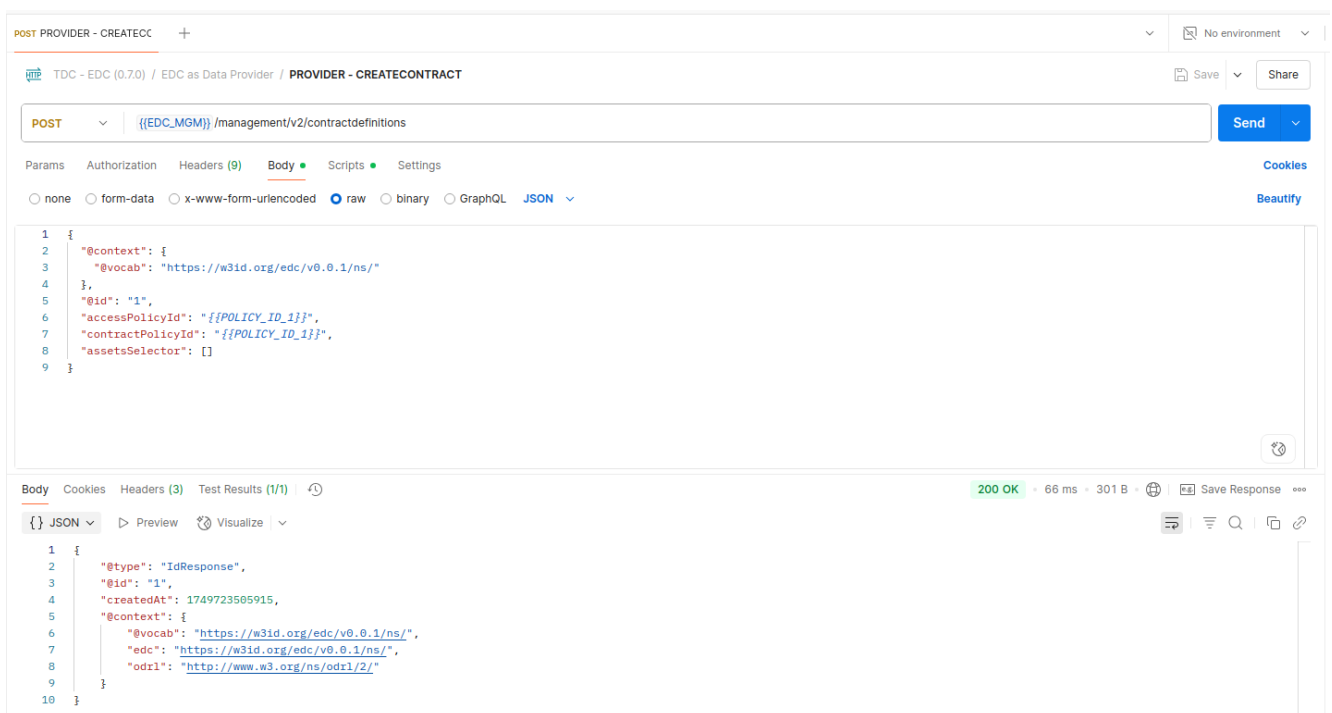 POST PROVIDER - CREATECC
No environment
HTTP TDC - EDC (0.7.0) / EDC as Data Provider / PROVIDER - CREATECONTRACT Save Share
POST {{EDC_MGM}} /management/v2/contractdefinitions Send
Params Authorization Headers (9) Body Scripts Settings Cookies
none form-data x-www-form-urlencoded raw binary GraphQL JSON Beautify
1 {
2 "@context": {
3 "@vocab": "https://w3id.org/edc/v0.0.1/ns/"
4 },
5 "@id": "1",
6 "accessPolicyId": "{{POLICY_ID_1}}",
7 "contractPolicyId": "{{POLICY_ID_1}}",
8 "assetsSelector": []
9 }
Body Cookies Headers (3) Test Results (1/1) 200 OK 66 ms 301 B e.g. Save Response
{} JSON Preview Visualize
1 {
2 "@type": "IdResponse",
3 "@id": "1",
4 "createdAt": 1749723505915,
5 "@context": {
6 "@vocab": "https://w3id.org/edc/v0.0.1/ns/",
7 "edc": "https://w3id.org/edc/v0.0.1/ns/",
8 "odrl": "http://www.w3.org/ns/odrl/2/"
9 }
10 }